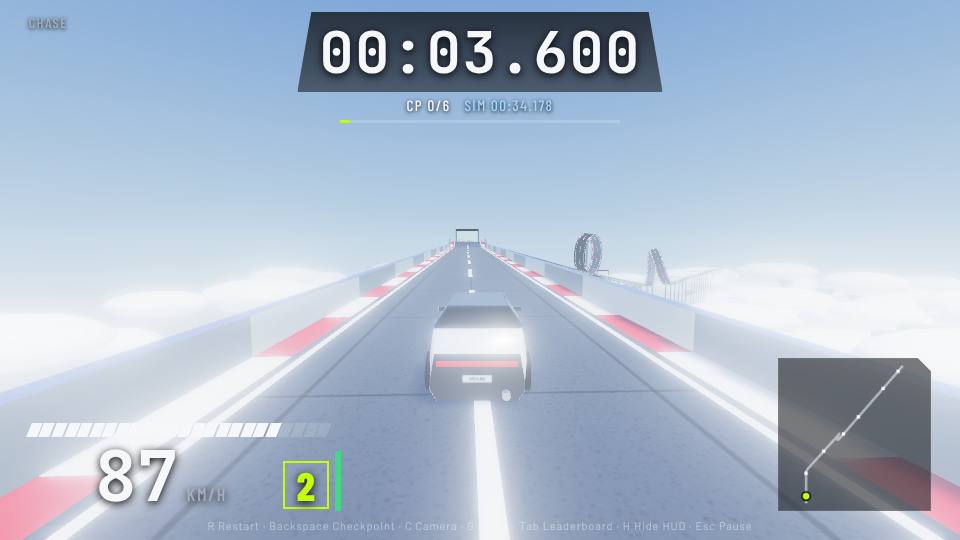 CHASE
00:03.600
CP 0/6 SIM 00:34.178
87 KM/H
2
R Restart · Backspace Checkpoint · C Camera · G
Tab Leaderboard · H Hide HUD · Esc Pause